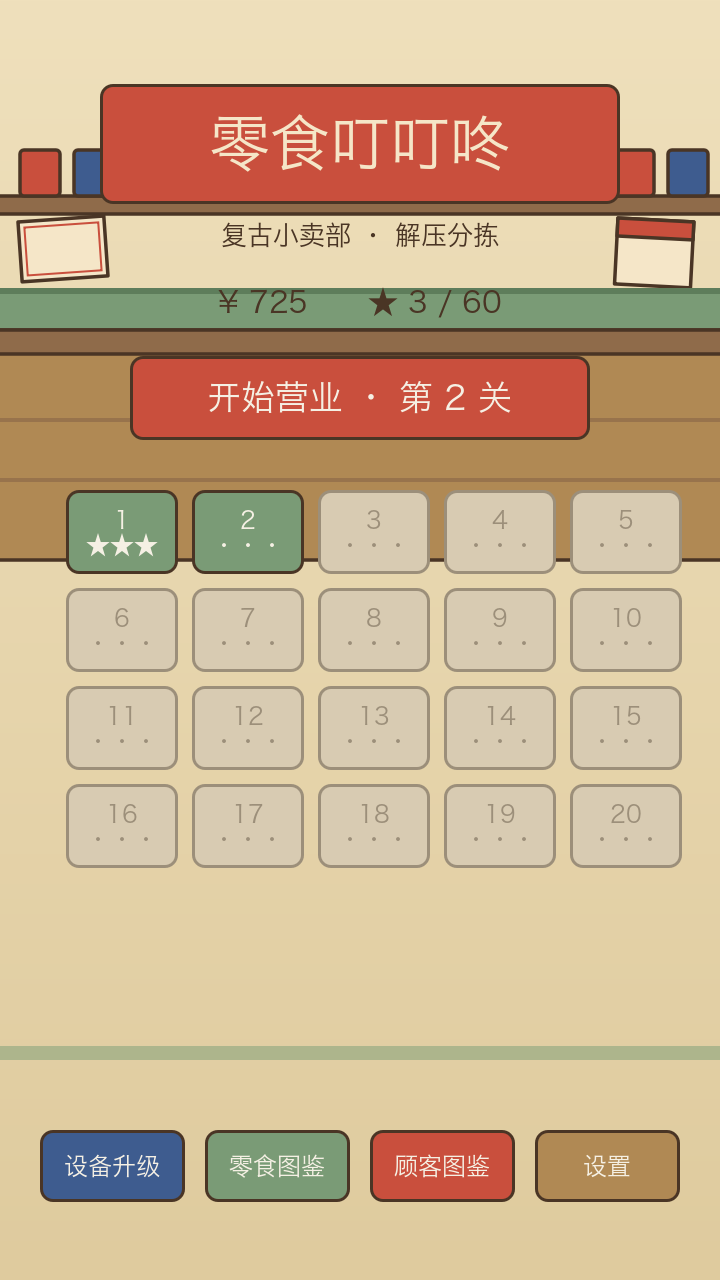 零食叮叮咚
复古小卖部 · 解压分拣
¥ 725 ★ 3 / 60
开始营业 · 第 2 关
1 2 3 4 5
★★★ · · · · · · · · · · · ·
6 7 8 9 10
· · · · · · · · · · · · · · ·
11 12 13 14 15
· · · · · · · · · · · · · · ·
16 17 18 19 20
· · · · · · · · · · · · · · ·
设备升级 零食图鉴 顾客图鉴 设置